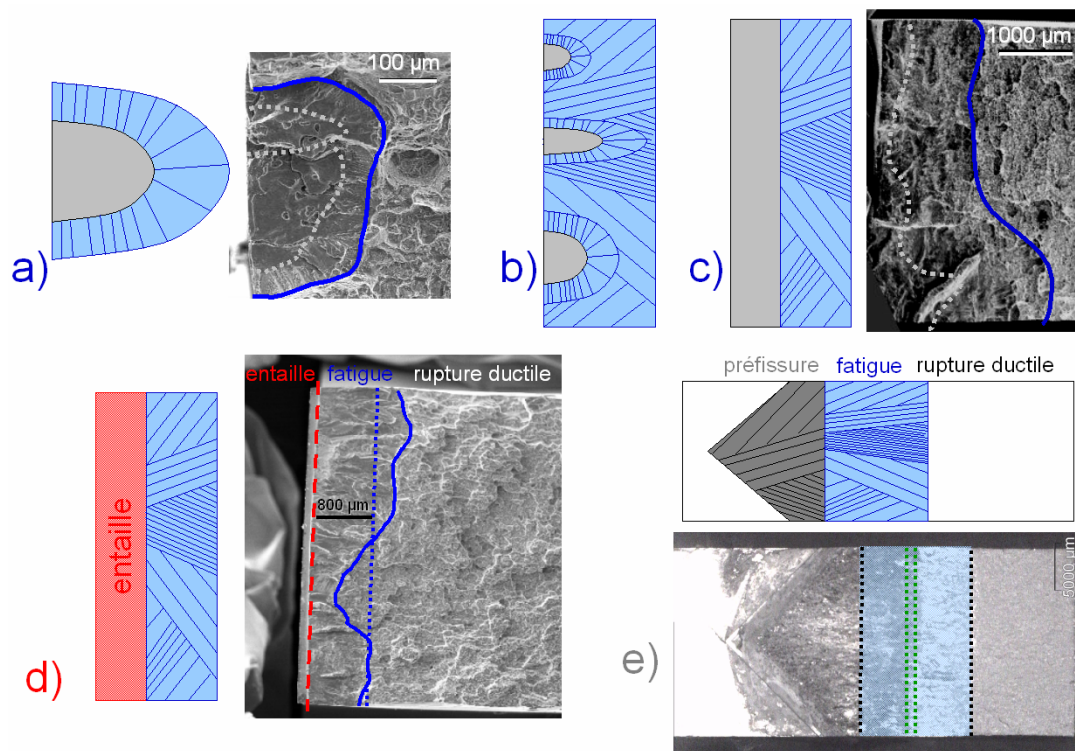 100 µm
1000 µm
a)
b)
c)
préfissure fatigue rupture ductile
entaille fatigue rupture ductile
800 µm
entaille
5000 µm
d)
e)